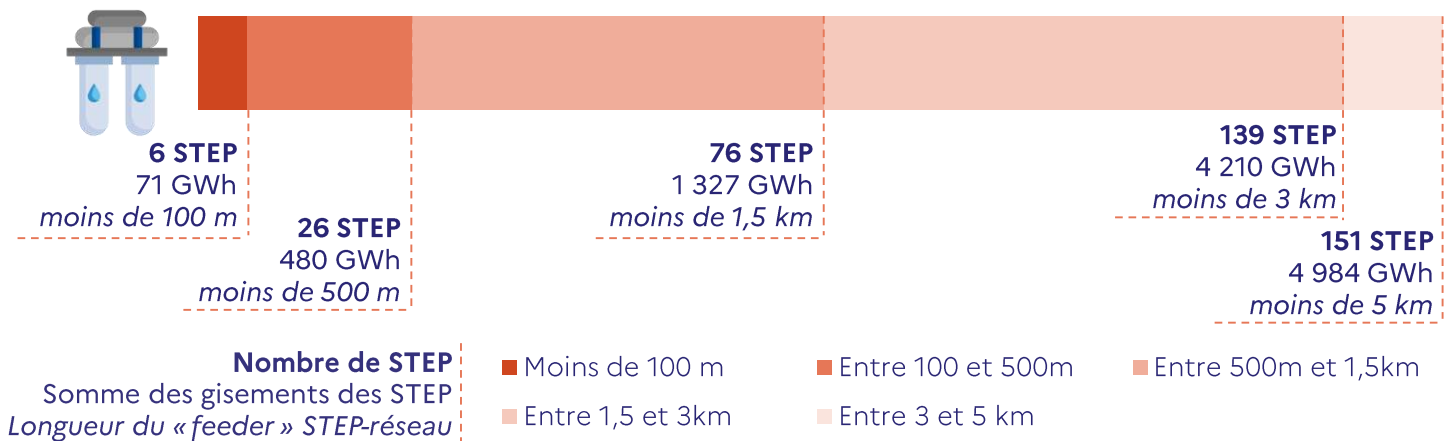 6 STEP
71 GWh
moins de 100 m
26 STEP
480 GWh
moins de 500 m
76 STEP
1 327 GWh
moins de 1,5 km
139 STEP
4 210 GWh
moins de 3 km
151 STEP
4 984 GWh
moins de 5 km
Nombre de STEP
Somme des gisements des STEP
Longueur du « feeder » STEP-réseau
Moins de 100 m
Entre 100 et 500m
Entre 500m et 1,5km
Entre 1,5 et 3km
Entre 3 et 5 km